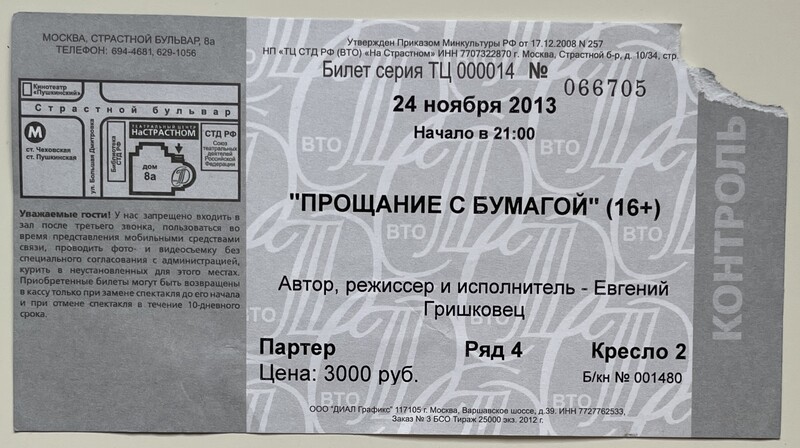 МОСКВА, СТРАСТНОЙ БУЛЬВАР, 8а
ТЕЛЕФОН: 694-4681, 629-1056
Кинотеатр
«Пушкинский»
Страстной бульвар
М
ст. Чеховская
ст. Пушкинская
ул. Большая Дмитровка
Библиотека
СТД РФ
ТЕАТРАЛЬНЫЙ ЦЕНТР
НаСТРАСТНОМ
дом
8а
СТД РФ
Союз
театральных
деятелей
Российской
Федерации
Уважаемые гости! У нас запрещено входить в
зал после третьего звонка, пользоваться во
время представления мобильными средствами
связи, проводить фото- и видеосъемку без
специального согласования с администрацией,
курить в неустановленных для этого местах.
Приобретенные билеты могут быть возвращены
в кассу только при замене спектакля до его начала
и при отмене спектакля в течение 10-дневного
срока.
Утвержден Приказом Минкультуры РФ от 17.12.2008 N 257
НП «ТЦ СТД РФ (ВТО) «На Страстном» ИНН 7707322870 г. Москва, Страстной б-р, д. 10/34, стр.
Билет серия ТЦ 000014 № 066705
24 ноября 2013
Начало в 21:00
"ПРОЩАНИЕ С БУМАГОЙ" (16+)
Автор, режиссер и исполнитель - Евгений
Гришковец
Партер Ряд 4 Кресло 2
Цена: 3000 руб. Б/кн № 001480
ООО "ДИАЛ Графикс" 117105 г. Москва, Варшавское шоссе, д.39. ИНН 7727762533,
Заказ № 3 БСО Тираж 25000 экз. 2012 г.
КОНТРОЛЬ
ВТО
ВТО
ВТО
ВТО
ВТО